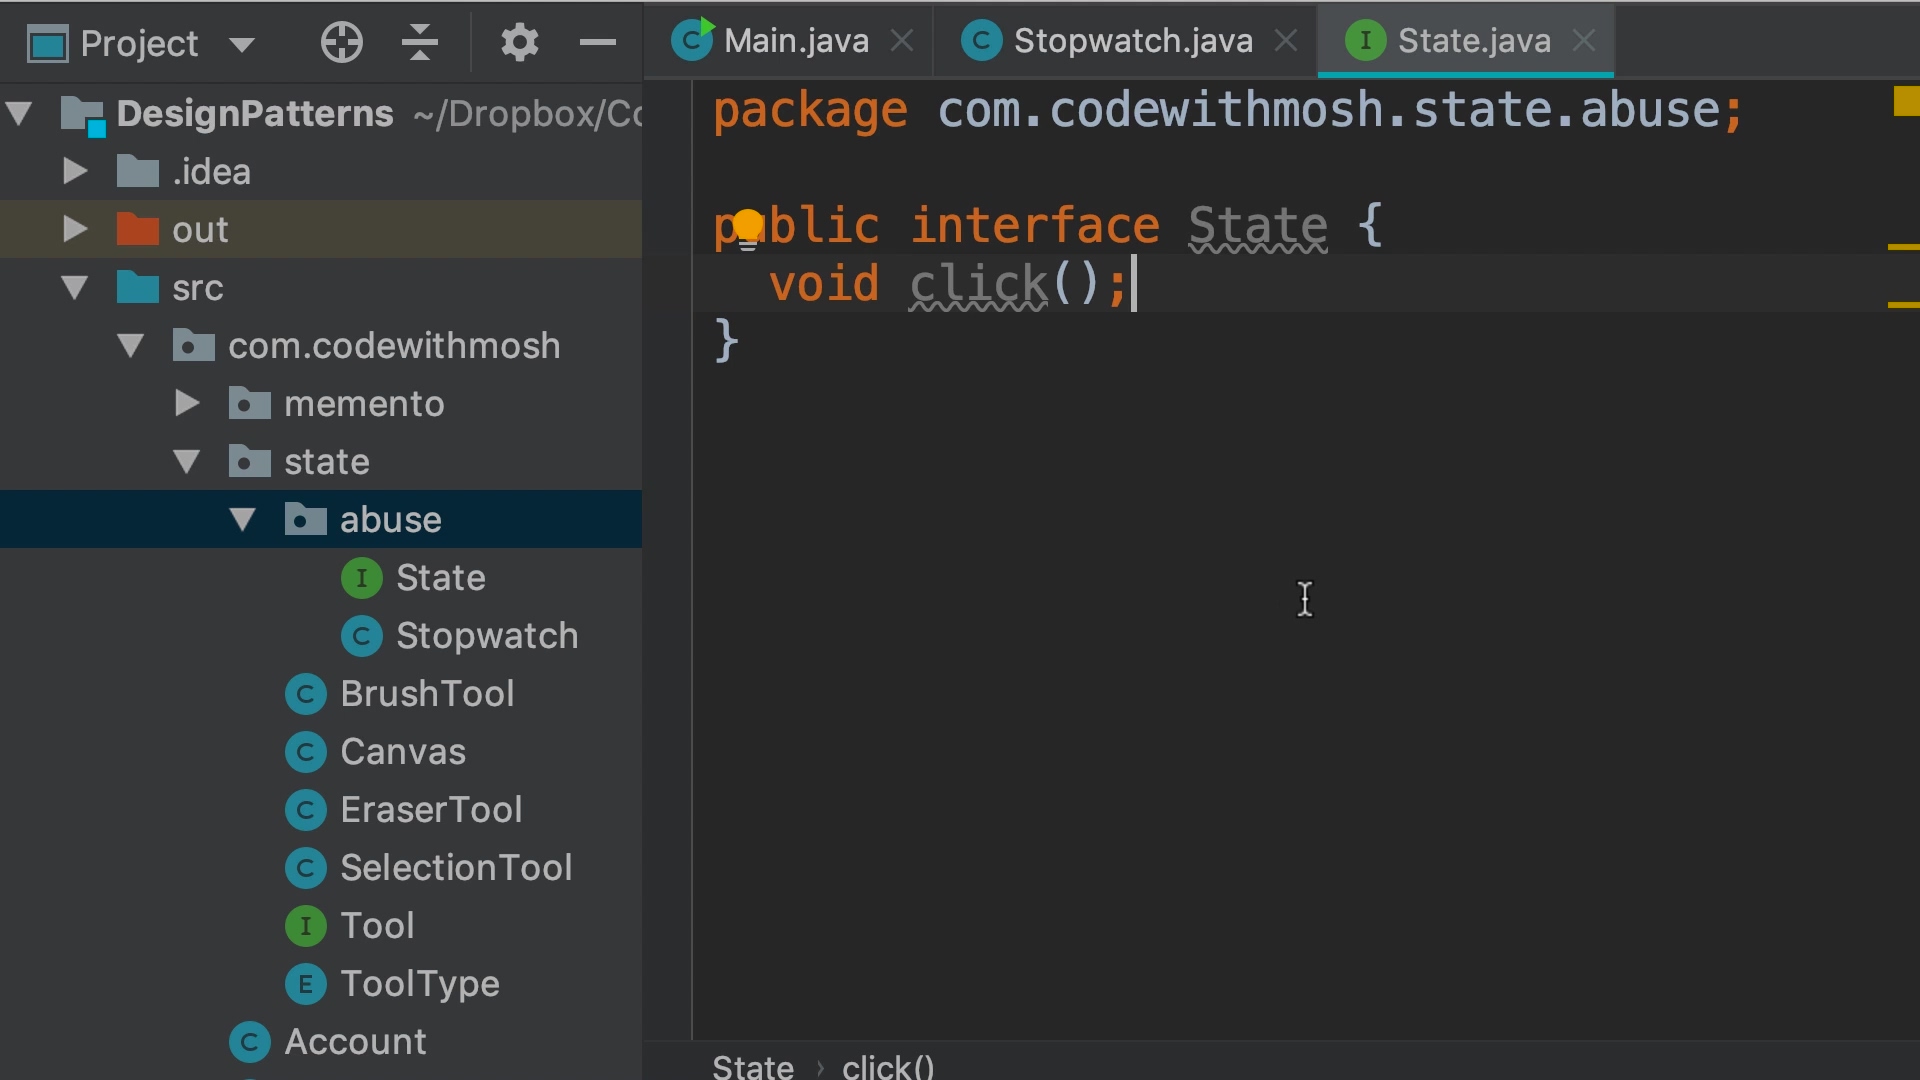 Project
Main.java
Stopwatch.java
State.java
DesignPatterns ~/Dropbox/Co
.idea
out
src
com.codewithmosh
memento
state
abuse
State
Stopwatch
BrushTool
Canvas
EraserTool
SelectionTool
Tool
ToolType
Account
package com.codewithmosh.state.abuse;
public interface State {
void click();
}
State › click()